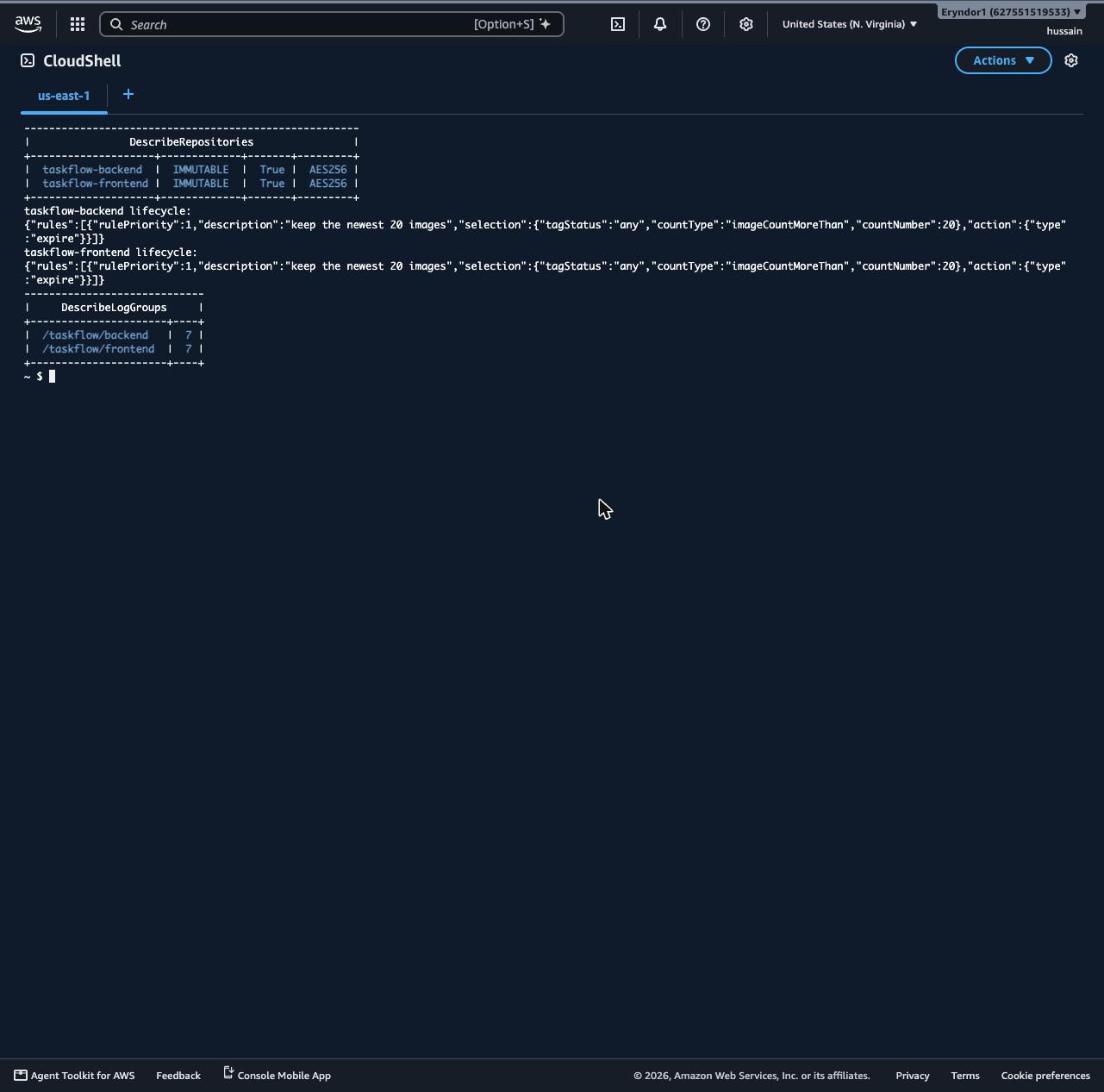 aws
Search
[Option+S]
United States (N. Virginia) ▼
Eryndor1 (627551519533) ▼
hussain
CloudShell
Actions ▼
us-east-1
+
------------------------------------------------------
|                DescribeRepositories                |
+--------------------+-------------+-------+---------+
|  taskflow-backend  |  IMMUTABLE  |  True |  AES256 |
|  taskflow-frontend |  IMMUTABLE  |  True |  AES256 |
+--------------------+-------------+-------+---------+
taskflow-backend lifecycle:
{"rules":[{"rulePriority":1,"description":"keep the newest 20 images","selection":{"tagStatus":"any","countType":"imageCountMoreThan","countNumber":20},"action":{"type"
:"expire"}}]}
taskflow-frontend lifecycle:
{"rules":[{"rulePriority":1,"description":"keep the newest 20 images","selection":{"tagStatus":"any","countType":"imageCountMoreThan","countNumber":20},"action":{"type"
:"expire"}}]}
-----------------------------
|     DescribeLogGroups     |
+----------------------+----+
|  /taskflow/backend   |  7 |
|  /taskflow/frontend  |  7 |
+----------------------+----+
~ $
Agent Toolkit for AWS
Feedback
Console Mobile App
© 2026, Amazon Web Services, Inc. or its affiliates.
Privacy
Terms
Cookie preferences